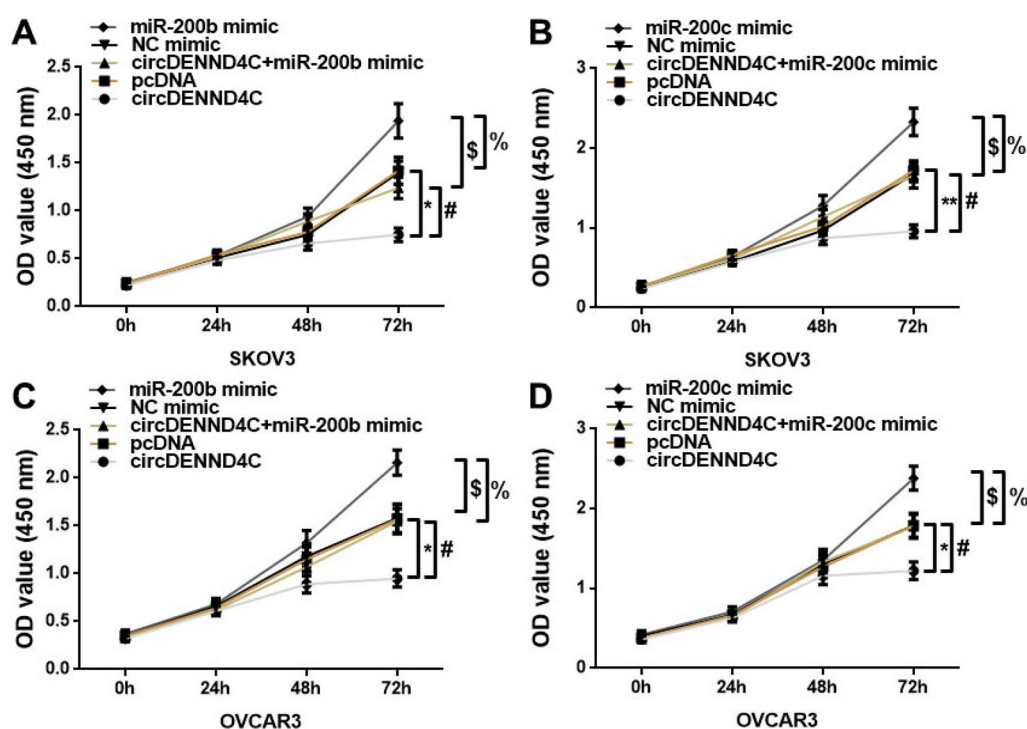 A
miR-200b mimic
NC mimic
circDENND4C+miR-200b mimic
pcDNA
circDENND4C
OD value (450 nm)
2.5
2.0
1.5
1.0
0.5
0.0
0h 24h 48h 72h
SKOV3
* # $ %
B
miR-200c mimic
NC mimic
circDENND4C+miR-200c mimic
pcDNA
circDENND4C
OD value (450 nm)
3
2
1
0
0h 24h 48h 72h
SKOV3
** # $ %
C
miR-200b mimic
NC mimic
circDENND4C+miR-200b mimic
pcDNA
circDENND4C
OD value (450 nm)
2.5
2.0
1.5
1.0
0.5
0.0
0h 24h 48h 72h
OVCAR3
* # $ %
D
miR-200c mimic
NC mimic
circDENND4C+miR-200c mimic
pcDNA
circDENND4C
OD value (450 nm)
3
2
1
0
0h 24h 48h 72h
OVCAR3
* # $ %